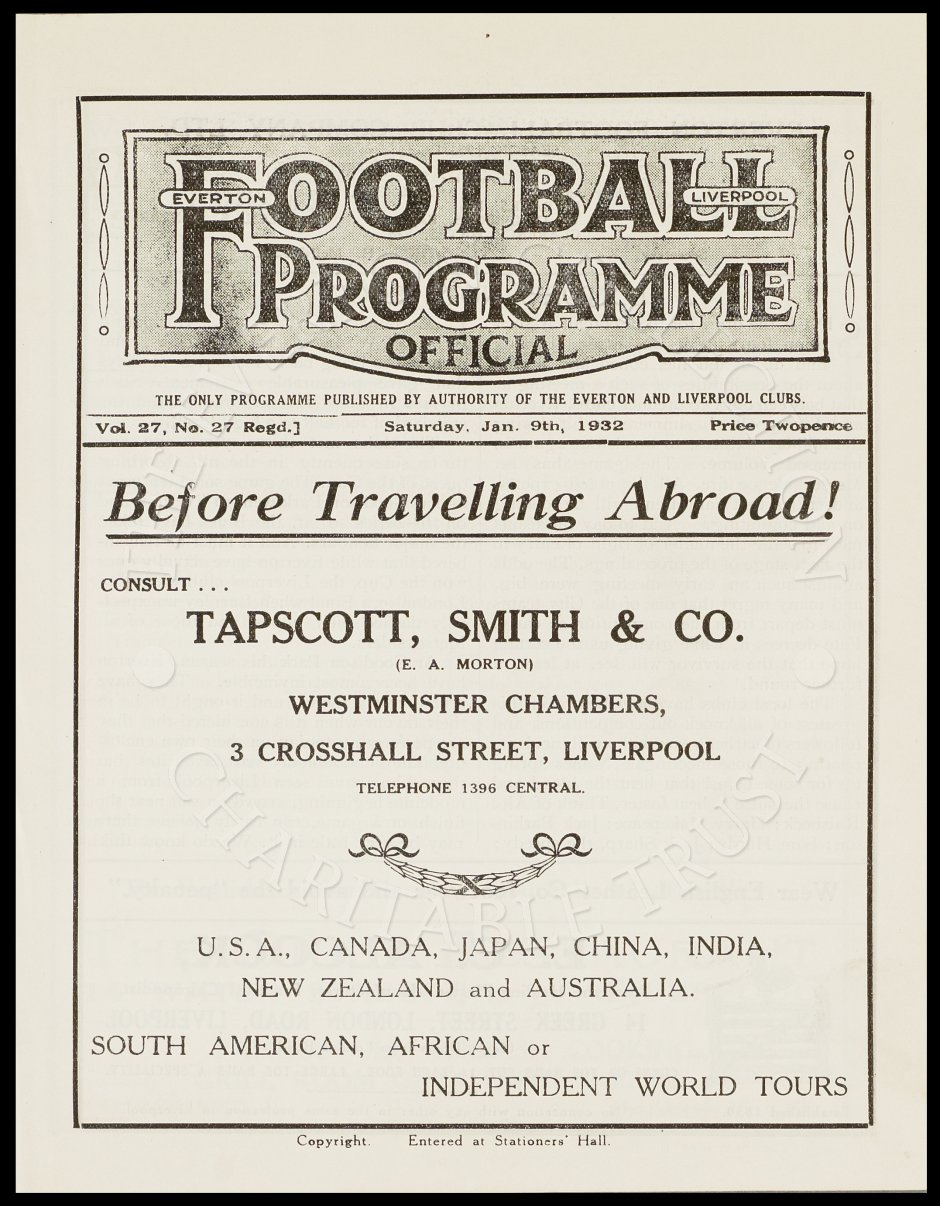 EVERTON
FOOTBALL
LIVERPOOL
PROGRAMME
OFFICIAL
THE ONLY PROGRAMME PUBLISHED BY AUTHORITY OF THE EVERTON AND LIVERPOOL CLUBS.
Vol. 27, No. 27 Regd.] Saturday, Jan. 9th, 1932 Price Twopence
Before Travelling Abroad!
CONSULT . . .
TAPSCOTT, SMITH & CO.
(E. A. MORTON)
WESTMINSTER CHAMBERS,
3 CROSSHALL STREET, LIVERPOOL
TELEPHONE 1396 CENTRAL.
U.S.A., CANADA, JAPAN, CHINA, INDIA,
NEW ZEALAND and AUSTRALIA.
SOUTH AMERICAN, AFRICAN or
INDEPENDENT WORLD TOURS
Copyright. Entered at Stationers' Hall.
CHARITABLE TRUST